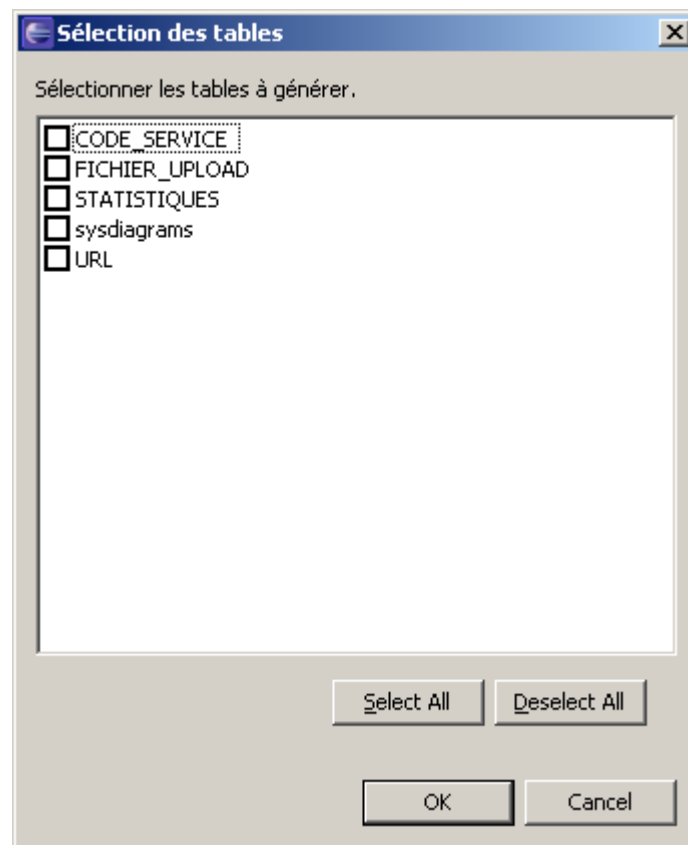 Sélection des tables
Sélectionner les tables à générer.
CODE_SERVICE
FICHIER_UPLOAD
STATISTIQUES
sysdiagrams
URL
Select All Deselect All
OK Cancel